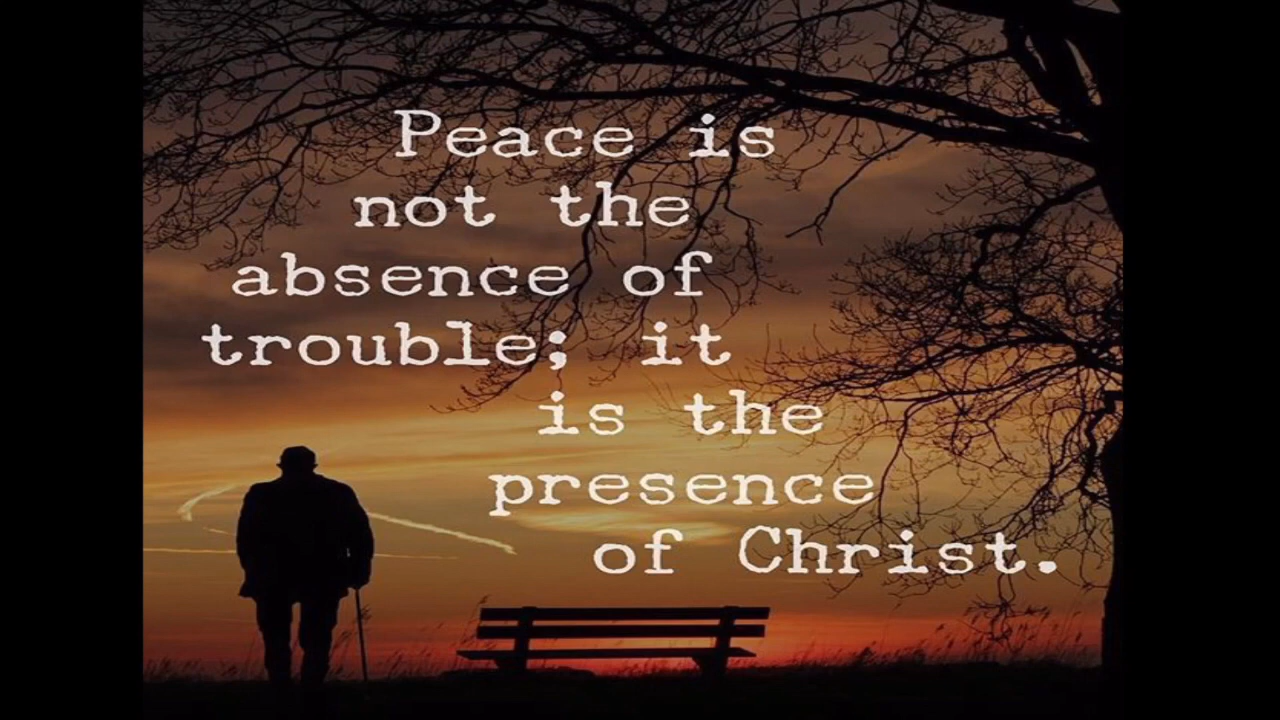 Peace is
not the
absence of
trouble; it
is the
presence
of Christ.